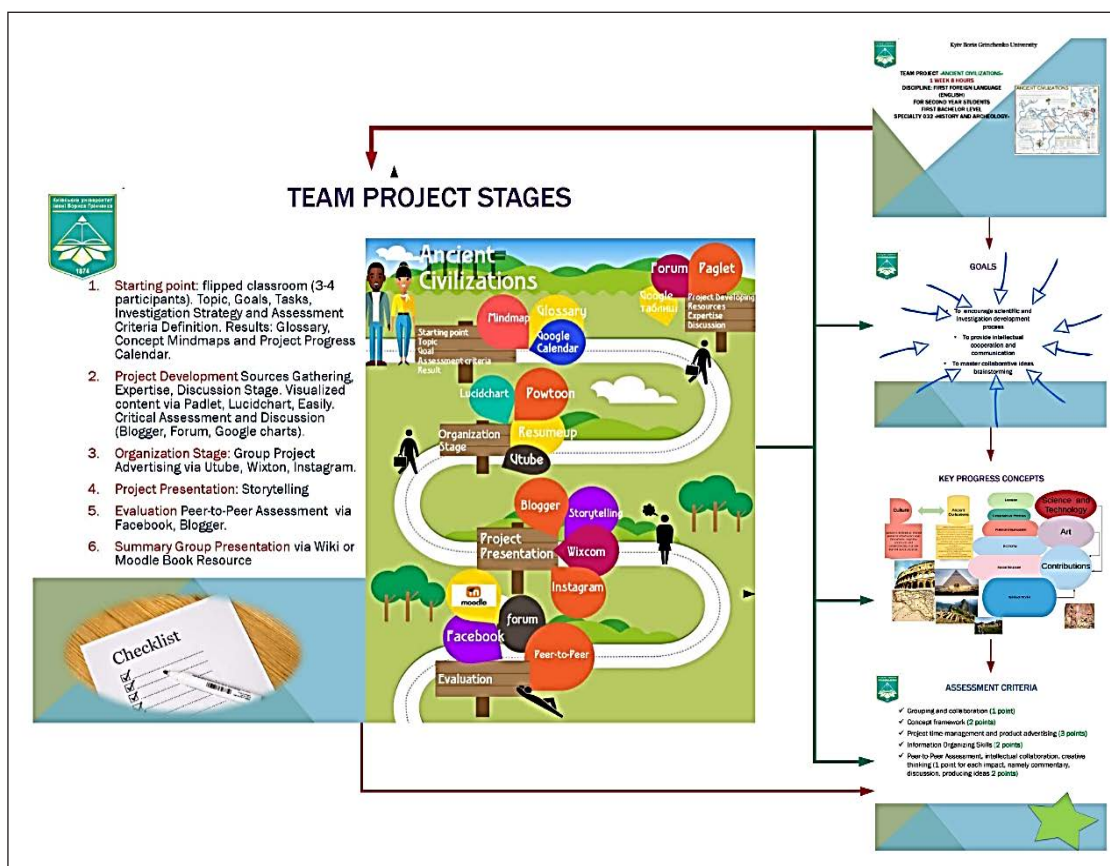 TEAM PROJECT STAGES
Київський університет
імені Бориса Грінченка
1874
1. Starting point: flipped classroom (3-4
participants). Topic, Goals, Tasks,
Investigation Strategy and Assessment
Criteria Definition. Results: Glossary,
Concept Mindmaps and Project Progress
Calendar.
2. Project Development Sources Gathering,
Expertise, Discussion Stage. Visualized
content via Padlet, Lucidchart, Easily.
Critical Assessment and Discussion
(Blogger, Forum, Google charts).
3. Organization Stage: Group Project
Advertising via Utube, Wixton, Instagram.
4. Project Presentation: Storytelling
5. Evaluation Peer-to-Peer Assessment via
Facebook, Blogger.
6. Summary Group Presentation via Wiki or
Moodle Book Resource
Checklist
Ancient
Civilizations
Forum
Paglet
Google
таблиці
Project Developing
Resources
Expertise
Discussion
Mindmap
Glossary
Google
Calendar
Starting point
Topic
Goal
Assessment criteria
Result
Lucidchart
Powtoon
Resumeup
Utube
Organization
Stage
Blogger
Storytelling
Project
Presentation
Wixcom
Instagram
moodle
forum
Facebook
Peer-to-Peer
Evaluation
Kyiv Boris Grinchenko University
TEAM PROJECT «ANCIENT CIVILIZATIONS»
1 WEEK 8 HOURS
DISCIPLINE: FIRST FOREIGN LANGUAGE
(ENGLISH)
FOR SECOND YEAR STUDENTS
FIRST BACHELOR LEVEL
SPECIALTY 032 «HISTORY AND ARCHEOLOGY»
ANCIENT CIVILIZATIONS
GOALS
• To encourage scientific and
investigation development
process
• To provide intellectual
cooperation and
communication
• To master collaborative ideas
brainstorming
KEY PROGRESS CONCEPTS
Culture
Science and
Technology
Art
Contributions
ASSESSMENT CRITERIA
✓ Grouping and collaboration (1 point)
✓ Concept framework (2 points)
✓ Project time management and product advertising (3 points)
✓ Information Organizing Skills (2 points)
✓ Peer-to-Peer Assessment, intellectual collaboration, creative
thinking (1 point for each impact, namely commentary,
discussion, producing ideas 2 points)